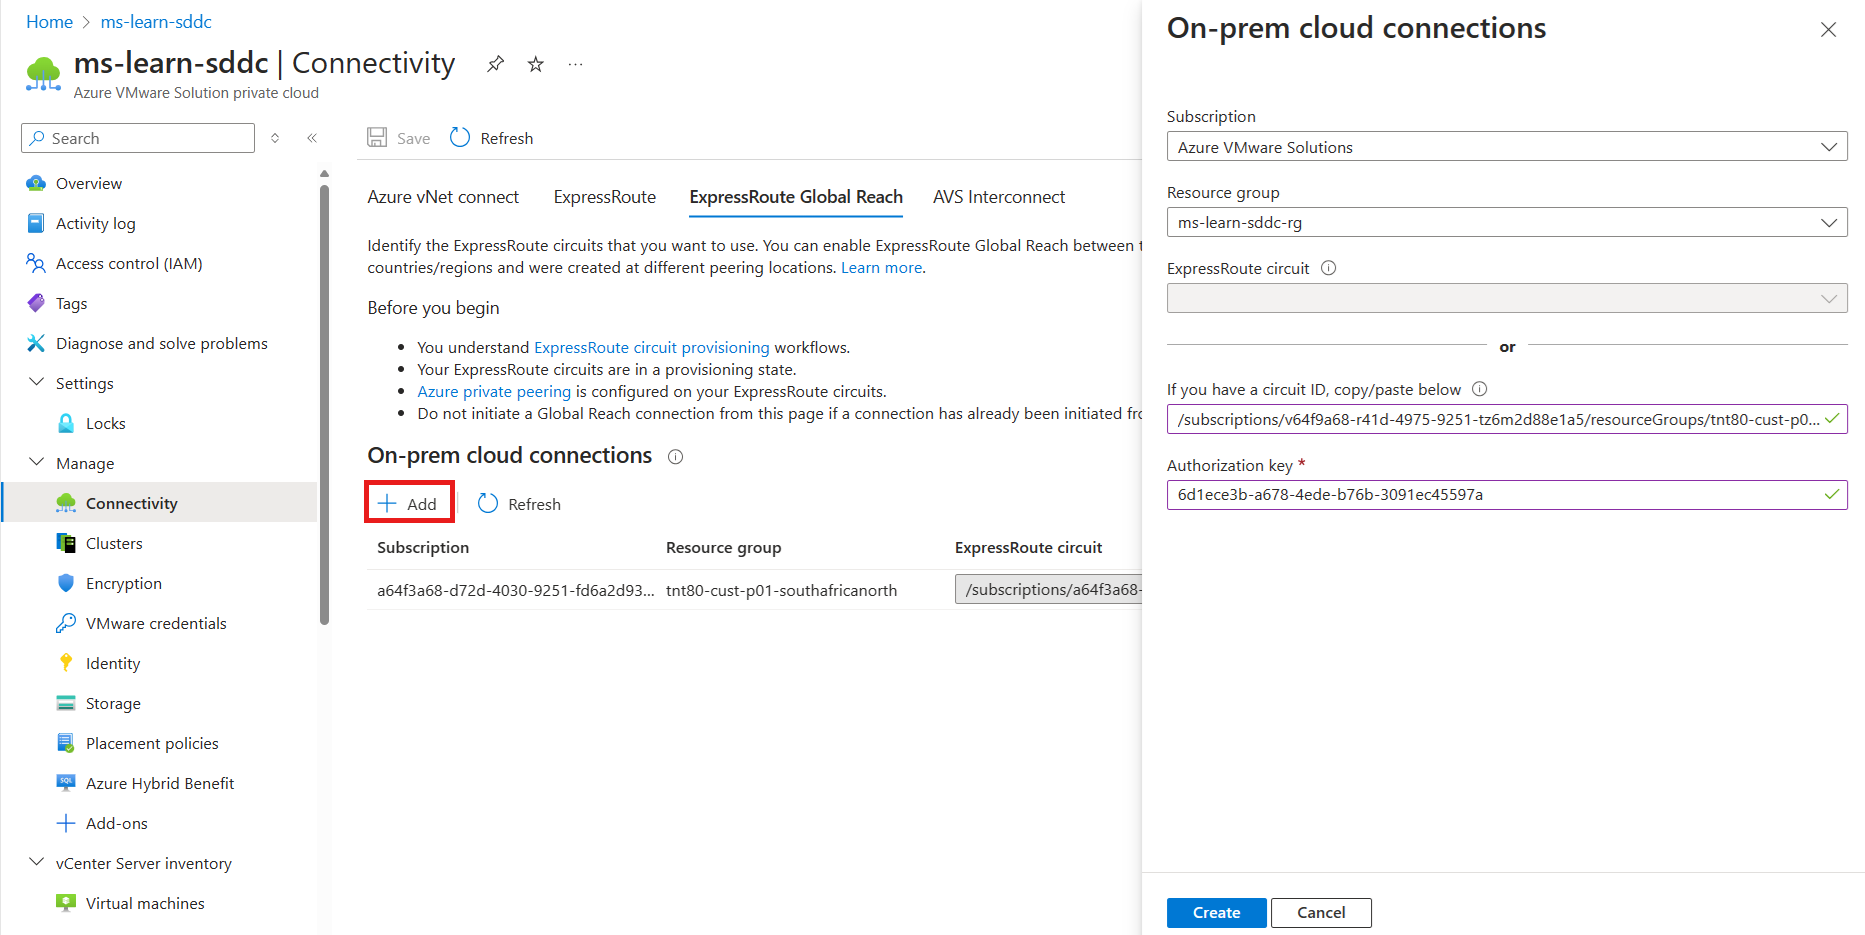 Home > ms-learn-sddc
ms-learn-sddc | Connectivity
Azure VMware Solution private cloud
Search
Overview
Activity log
Access control (IAM)
Tags
Diagnose and solve problems
Settings
Locks
Manage
Connectivity
Clusters
Encryption
VMware credentials
Identity
Storage
Placement policies
Azure Hybrid Benefit
Add-ons
vCenter Server inventory
Virtual machines
Save Refresh
Azure vNet connect ExpressRoute ExpressRoute Global Reach AVS Interconnect
Identify the ExpressRoute circuits that you want to use. You can enable ExpressRoute Global Reach between
countries/regions and were created at different peering locations. Learn more.
Before you begin
• You understand ExpressRoute circuit provisioning workflows.
• Your ExpressRoute circuits are in a provisioning state.
• Azure private peering is configured on your ExpressRoute circuits.
• Do not initiate a Global Reach connection from this page if a connection has already been initiated
On-prem cloud connections
Add Refresh
Subscription Resource group ExpressRoute circuit
a64f3a68-d72d-4030-9251-fd6a2d93... tnt80-cust-p01-southafricanorth /subscriptions/a64f3a68-
On-prem cloud connections
Subscription
Azure VMware Solutions
Resource group
ms-learn-sddc-rg
ExpressRoute circuit
or
If you have a circuit ID, copy/paste below
/subscriptions/v64f9a68-r41d-4975-9251-tz6m2d88e1a5/resourceGroups/tnt80-cust-p0...
Authorization key *
6d1ece3b-a678-4ede-b76b-3091ec45597a
Create Cancel